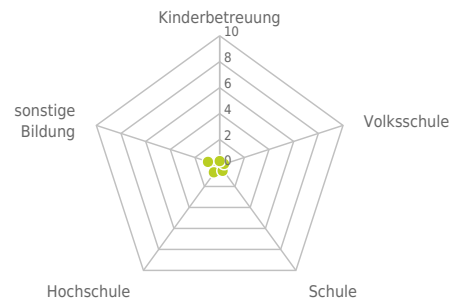 Kinderbetreuung
10
8
6
4
2
0
Volksschule
Schule
Hochschule
sonstige
Bildung